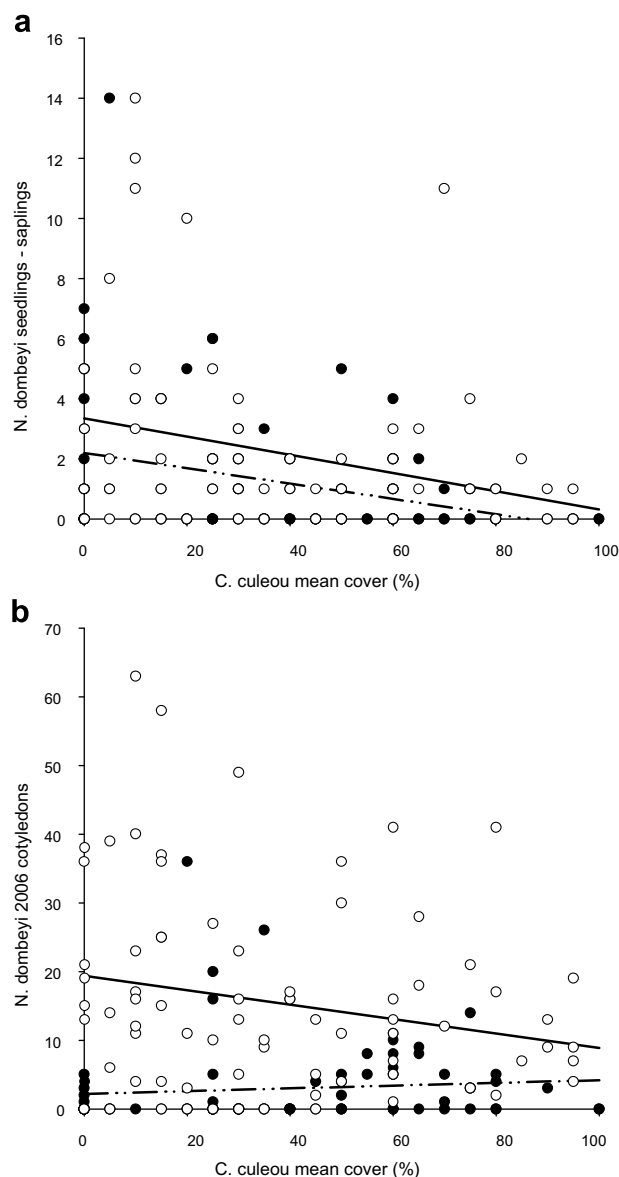 a
16
14
12
10
8
6
4
2
0
N. dombeyi seedlings - saplings
0 20 40 60 80 100
C. culeou mean cover (%)
b
70
60
50
40
30
20
10
0
N. dombeyi 2006 cotyledons
0 20 40 60 80 100
C. culeou mean cover (%)